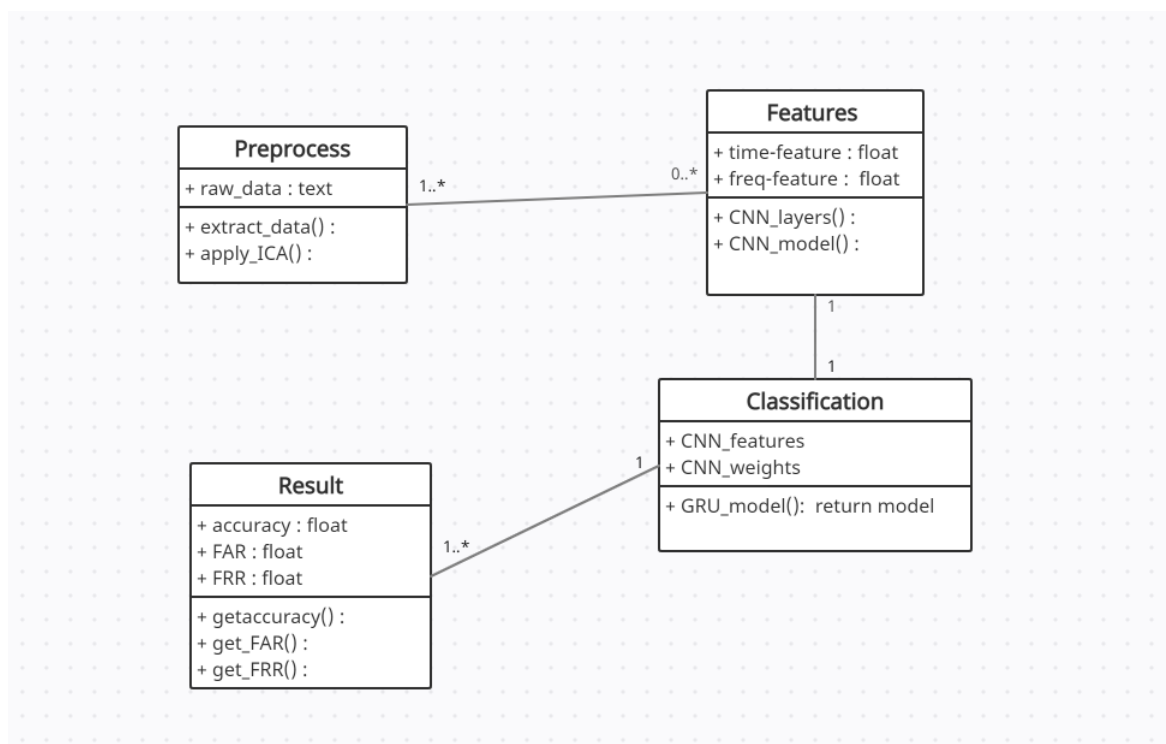 Preprocess
+ raw_data : text
+ extract_data() :
+ apply_ICA() :
1..*
0..*
Features
+ time-feature : float
+ freq-feature :  float
+ CNN_layers() :
+ CNN_model() :
1
1
Classification
+ CNN_features
+ CNN_weights
+ GRU_model():  return model
1
1..*
Result
+ accuracy : float
+ FAR : float
+ FRR : float
+ getaccuracy() :
+ get_FAR() :
+ get_FRR() :